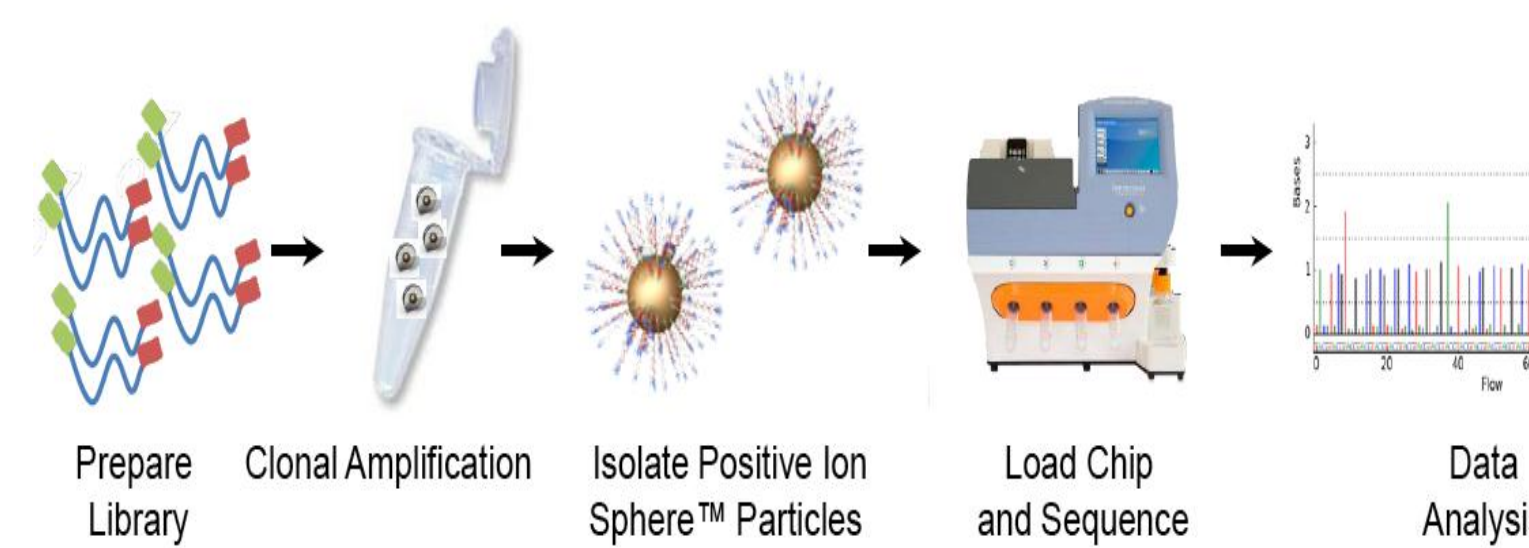 Prepare
Library
Clonal Amplification
Isolate Positive Ion
Sphere™ Particles
Load Chip
and Sequence
Bases
3
2
1
0
0 20 40 6
Flow
Data
Analysi